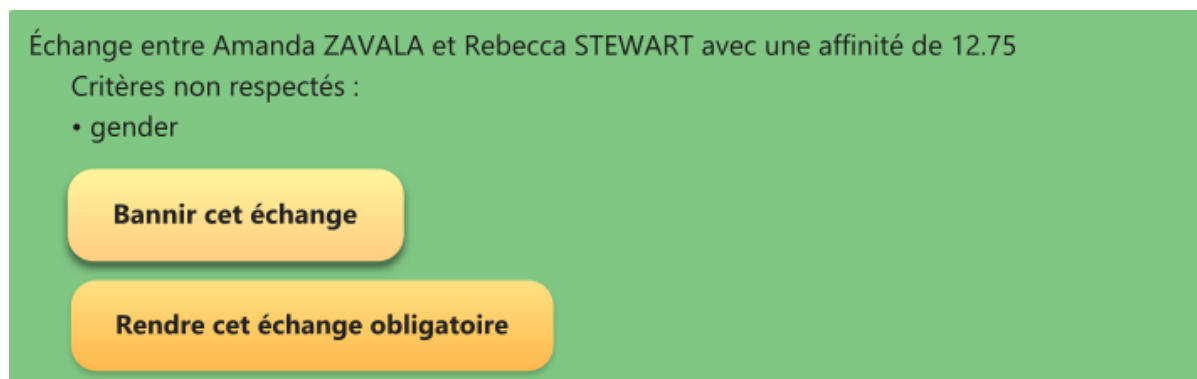 Échange entre Amanda ZAVALA et Rebecca STEWART avec une affinité de 12.75
Critères non respectés :
• gender
Bannir cet échange
Rendre cet échange obligatoire